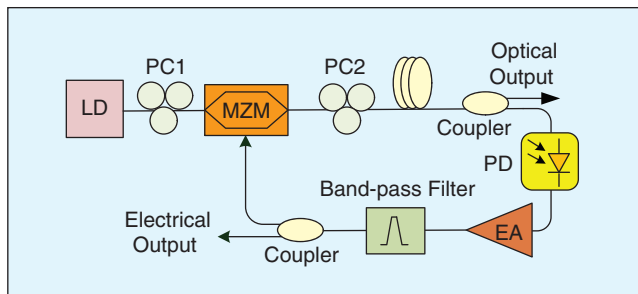 PC1
PC2
Optical
Output
LD
MZM
Coupler
PD
Band-pass Filter
Electrical
Output
EA
Coupler